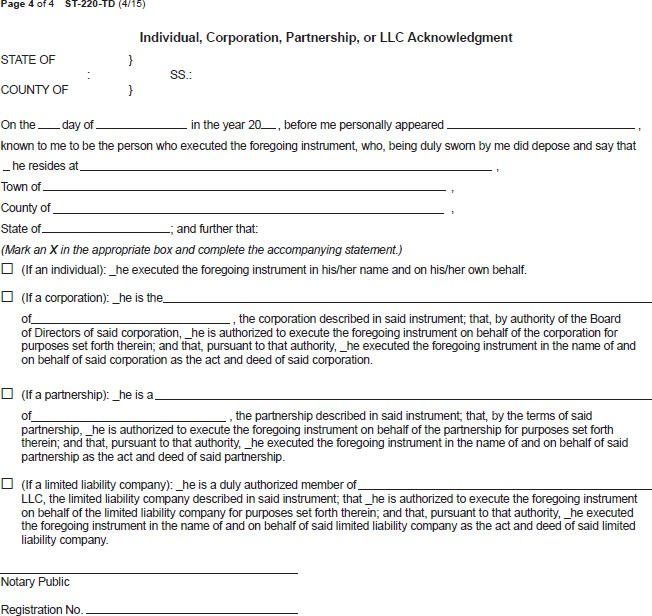 Page 4 of 4 ST-220-TD (4/15)
Individual, Corporation, Partnership, or LLC Acknowledgment
STATE OF }
: SS.:
COUNTY OF }
On the ___ day of ______________ in the year 20__ , before me personally appeared ______________________________ ,
known to me to be the person who executed the foregoing instrument, who, being duly sworn by me did depose and say that
_ he resides at ________________________________________________________________ ,
Town of ______________________________________________________________ ,
County of ____________________________________________________________ ,
State of ____________________; and further that:
(Mark an X in the appropriate box and complete the accompanying statement.)
☐ (If an individual): _he executed the foregoing instrument in his/her name and on his/her own behalf.
☐ (If a corporation): _he is the ______________________________________________________________
of ______________________________ , the corporation described in said instrument; that, by authority of the Board
of Directors of said corporation, _he is authorized to execute the foregoing instrument on behalf of the corporation for
purposes set forth therein; and that, pursuant to that authority, _he executed the foregoing instrument in the name of and
on behalf of said corporation as the act and deed of said corporation.
☐ (If a partnership): _he is a ______________________________________________________________
of ______________________________ , the partnership described in said instrument; that, by the terms of said
partnership, _he is authorized to execute the foregoing instrument on behalf of the partnership for purposes set forth
therein; and that, pursuant to that authority, _he executed the foregoing instrument in the name of and on behalf of said
partnership as the act and deed of said partnership.
☐ (If a limited liability company): _he is a duly authorized member of ______________________________________
LLC, the limited liability company described in said instrument; that _he is authorized to execute the foregoing instrument
on behalf of the limited liability company for purposes set forth therein; and that, pursuant to that authority, _he executed
the foregoing instrument in the name of and on behalf of said limited liability company as the act and deed of said limited
liability company.
Notary Public
Registration No. ______________________________